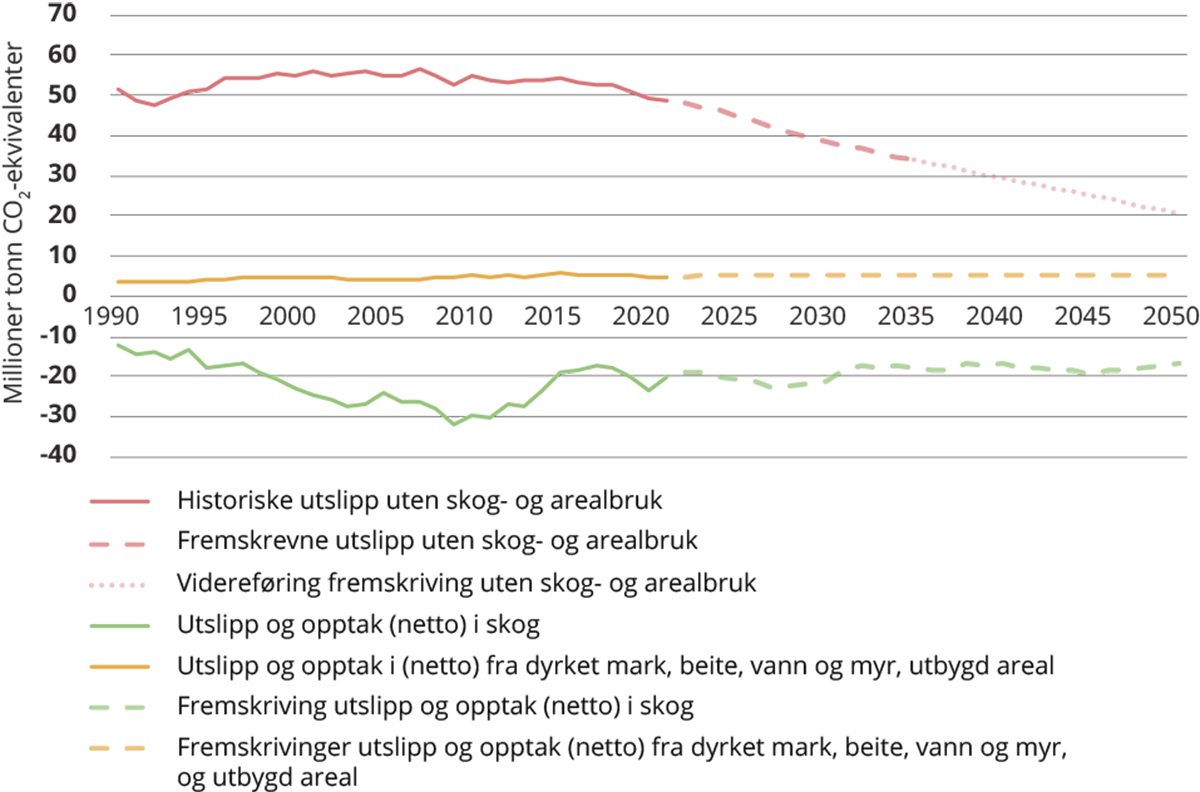 Millioner tonn CO₂-ekvivalenter
70
60
50
40
30
20
10
0
1990 1995 2000 2005 2010 2015 2020 2025 2030 2035 2040 2045 2050
-10
-20
-30
-40
Historiske utslipp uten skog- og arealbruk
Fremskrevne utslipp uten skog- og arealbruk
Videreføring fremskriving uten skog- og arealbruk
Utslipp og opptak (netto) i skog
Utslipp og opptak i (netto) fra dyrket mark, beite, vann og myr, utbygd areal
Fremskriving utslipp og opptak (netto) i skog
Fremskrivinger utslipp og opptak (netto) fra dyrket mark, beite, vann og myr,
og utbygd areal